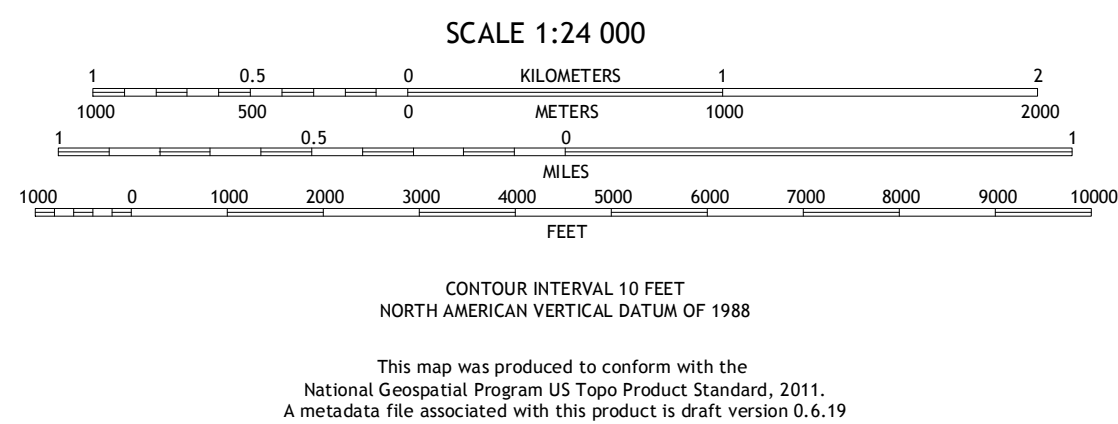 SCALE 1:24 000
1 0.5 0 KILOMETERS 1 2
1000 500 0 METERS 1000 2000
1 0.5 0 1
MILES
1000 0 1000 2000 3000 4000 5000 6000 7000 8000 9000 10000
FEET
CONTOUR INTERVAL 10 FEET
NORTH AMERICAN VERTICAL DATUM OF 1988
This map was produced to conform with the
National Geospatial Program US Topo Product Standard, 2011.
A metadata file associated with this product is draft version 0.6.19